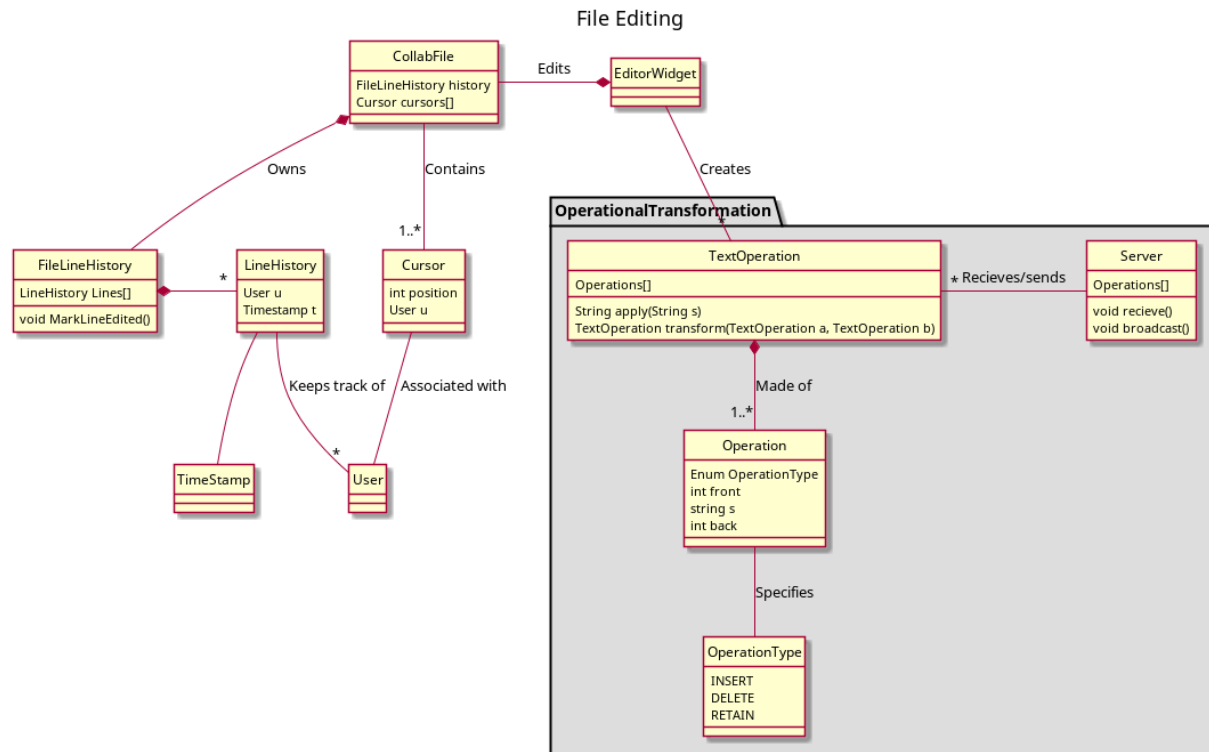 File Editing
CollabFile
FileLineHistory history
Cursor cursors[]
Edits
EditorWidget
Owns
Contains
Creates
1..*
*
OperationalTransformation
FileLineHistory
LineHistory Lines[]
void MarkLineEdited()
*
LineHistory
User u
Timestamp t
Cursor
int position
User u
TextOperation
Operations[]
String apply(String s)
TextOperation transform(TextOperation a, TextOperation b)
* Recieves/sends
Server
Operations[]
void recieve()
void broadcast()
Keeps track of
Associated with
Made of
*
1..*
TimeStamp
User
Operation
Enum OperationType
int front
string s
int back
Specifies
OperationType
INSERT
DELETE
RETAIN